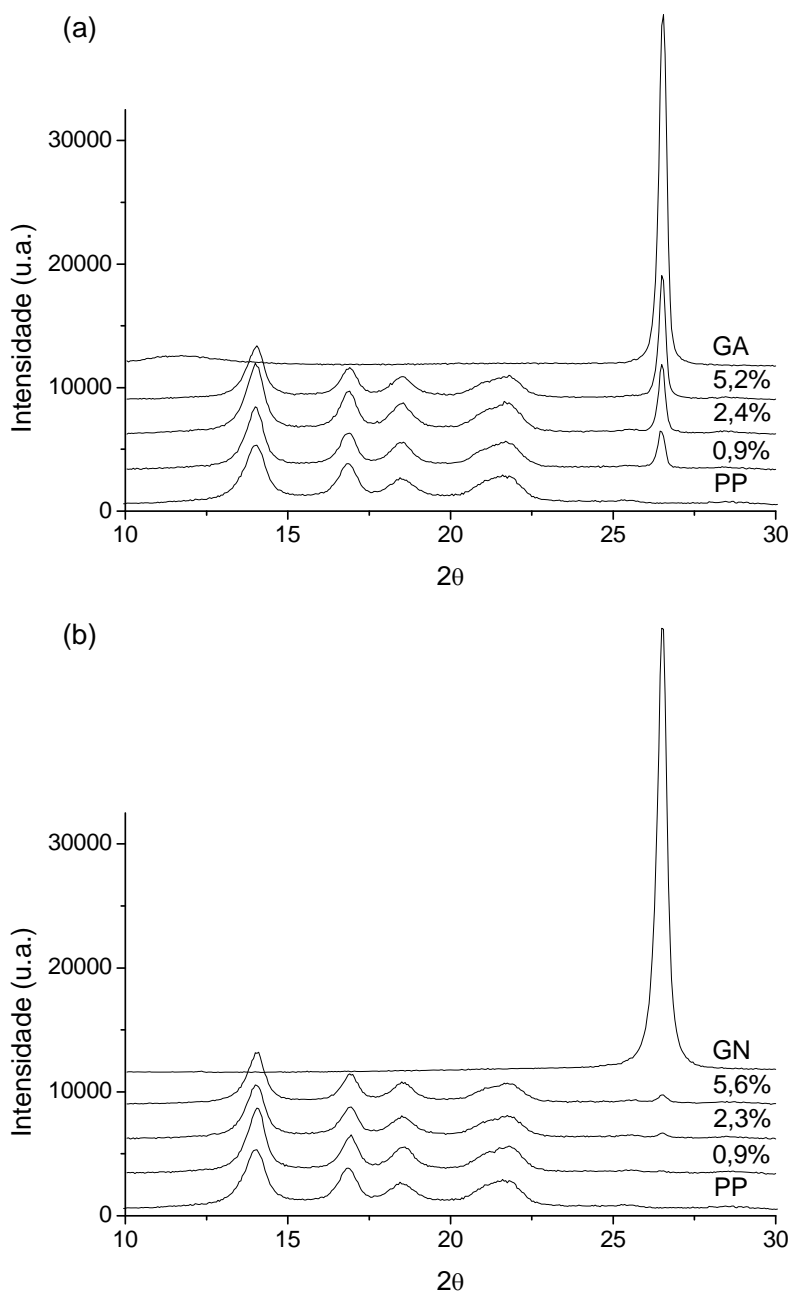 (a)
Intensidade (u.a.)
30000
20000
10000
0
GA
5,2%
2,4%
0,9%
PP
10 15 20 25 30
2θ
(b)
Intensidade (u.a.)
30000
20000
10000
0
GN
5,6%
2,3%
0,9%
PP
10 15 20 25 30
2θ